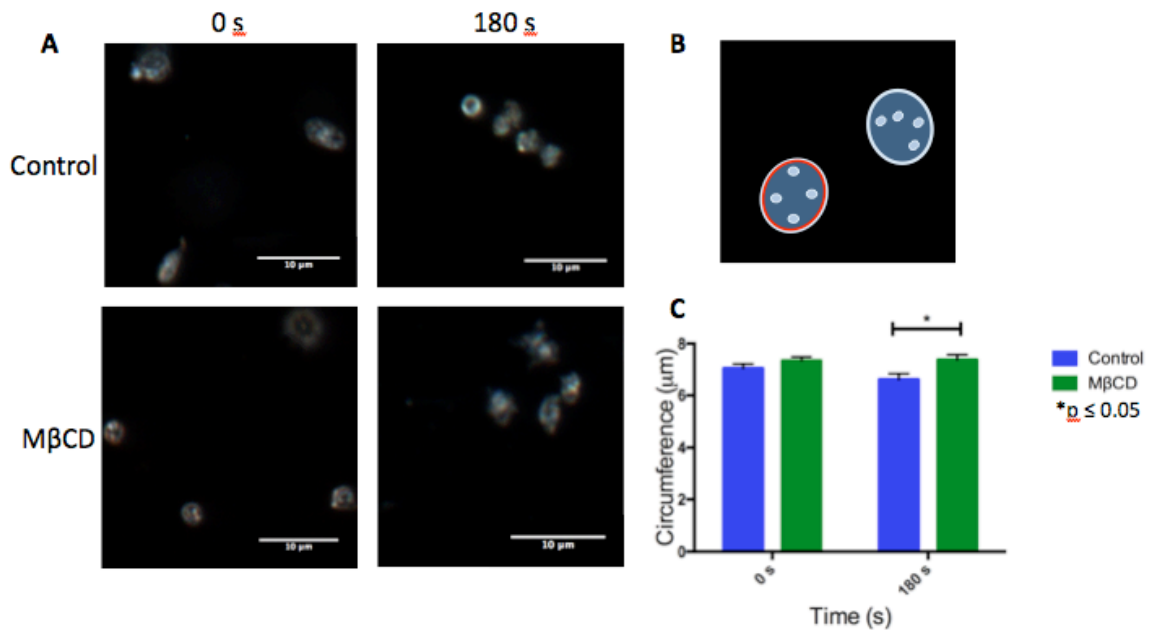 A
0 s
180 s
B
Control
10 µm
10 µm
MβCD
10 µm
10 µm
C
*
Circumference (µm)
8
6
4
2
0
0 s
180 s
Time (s)
Control
MβCD
*p ≤ 0.05